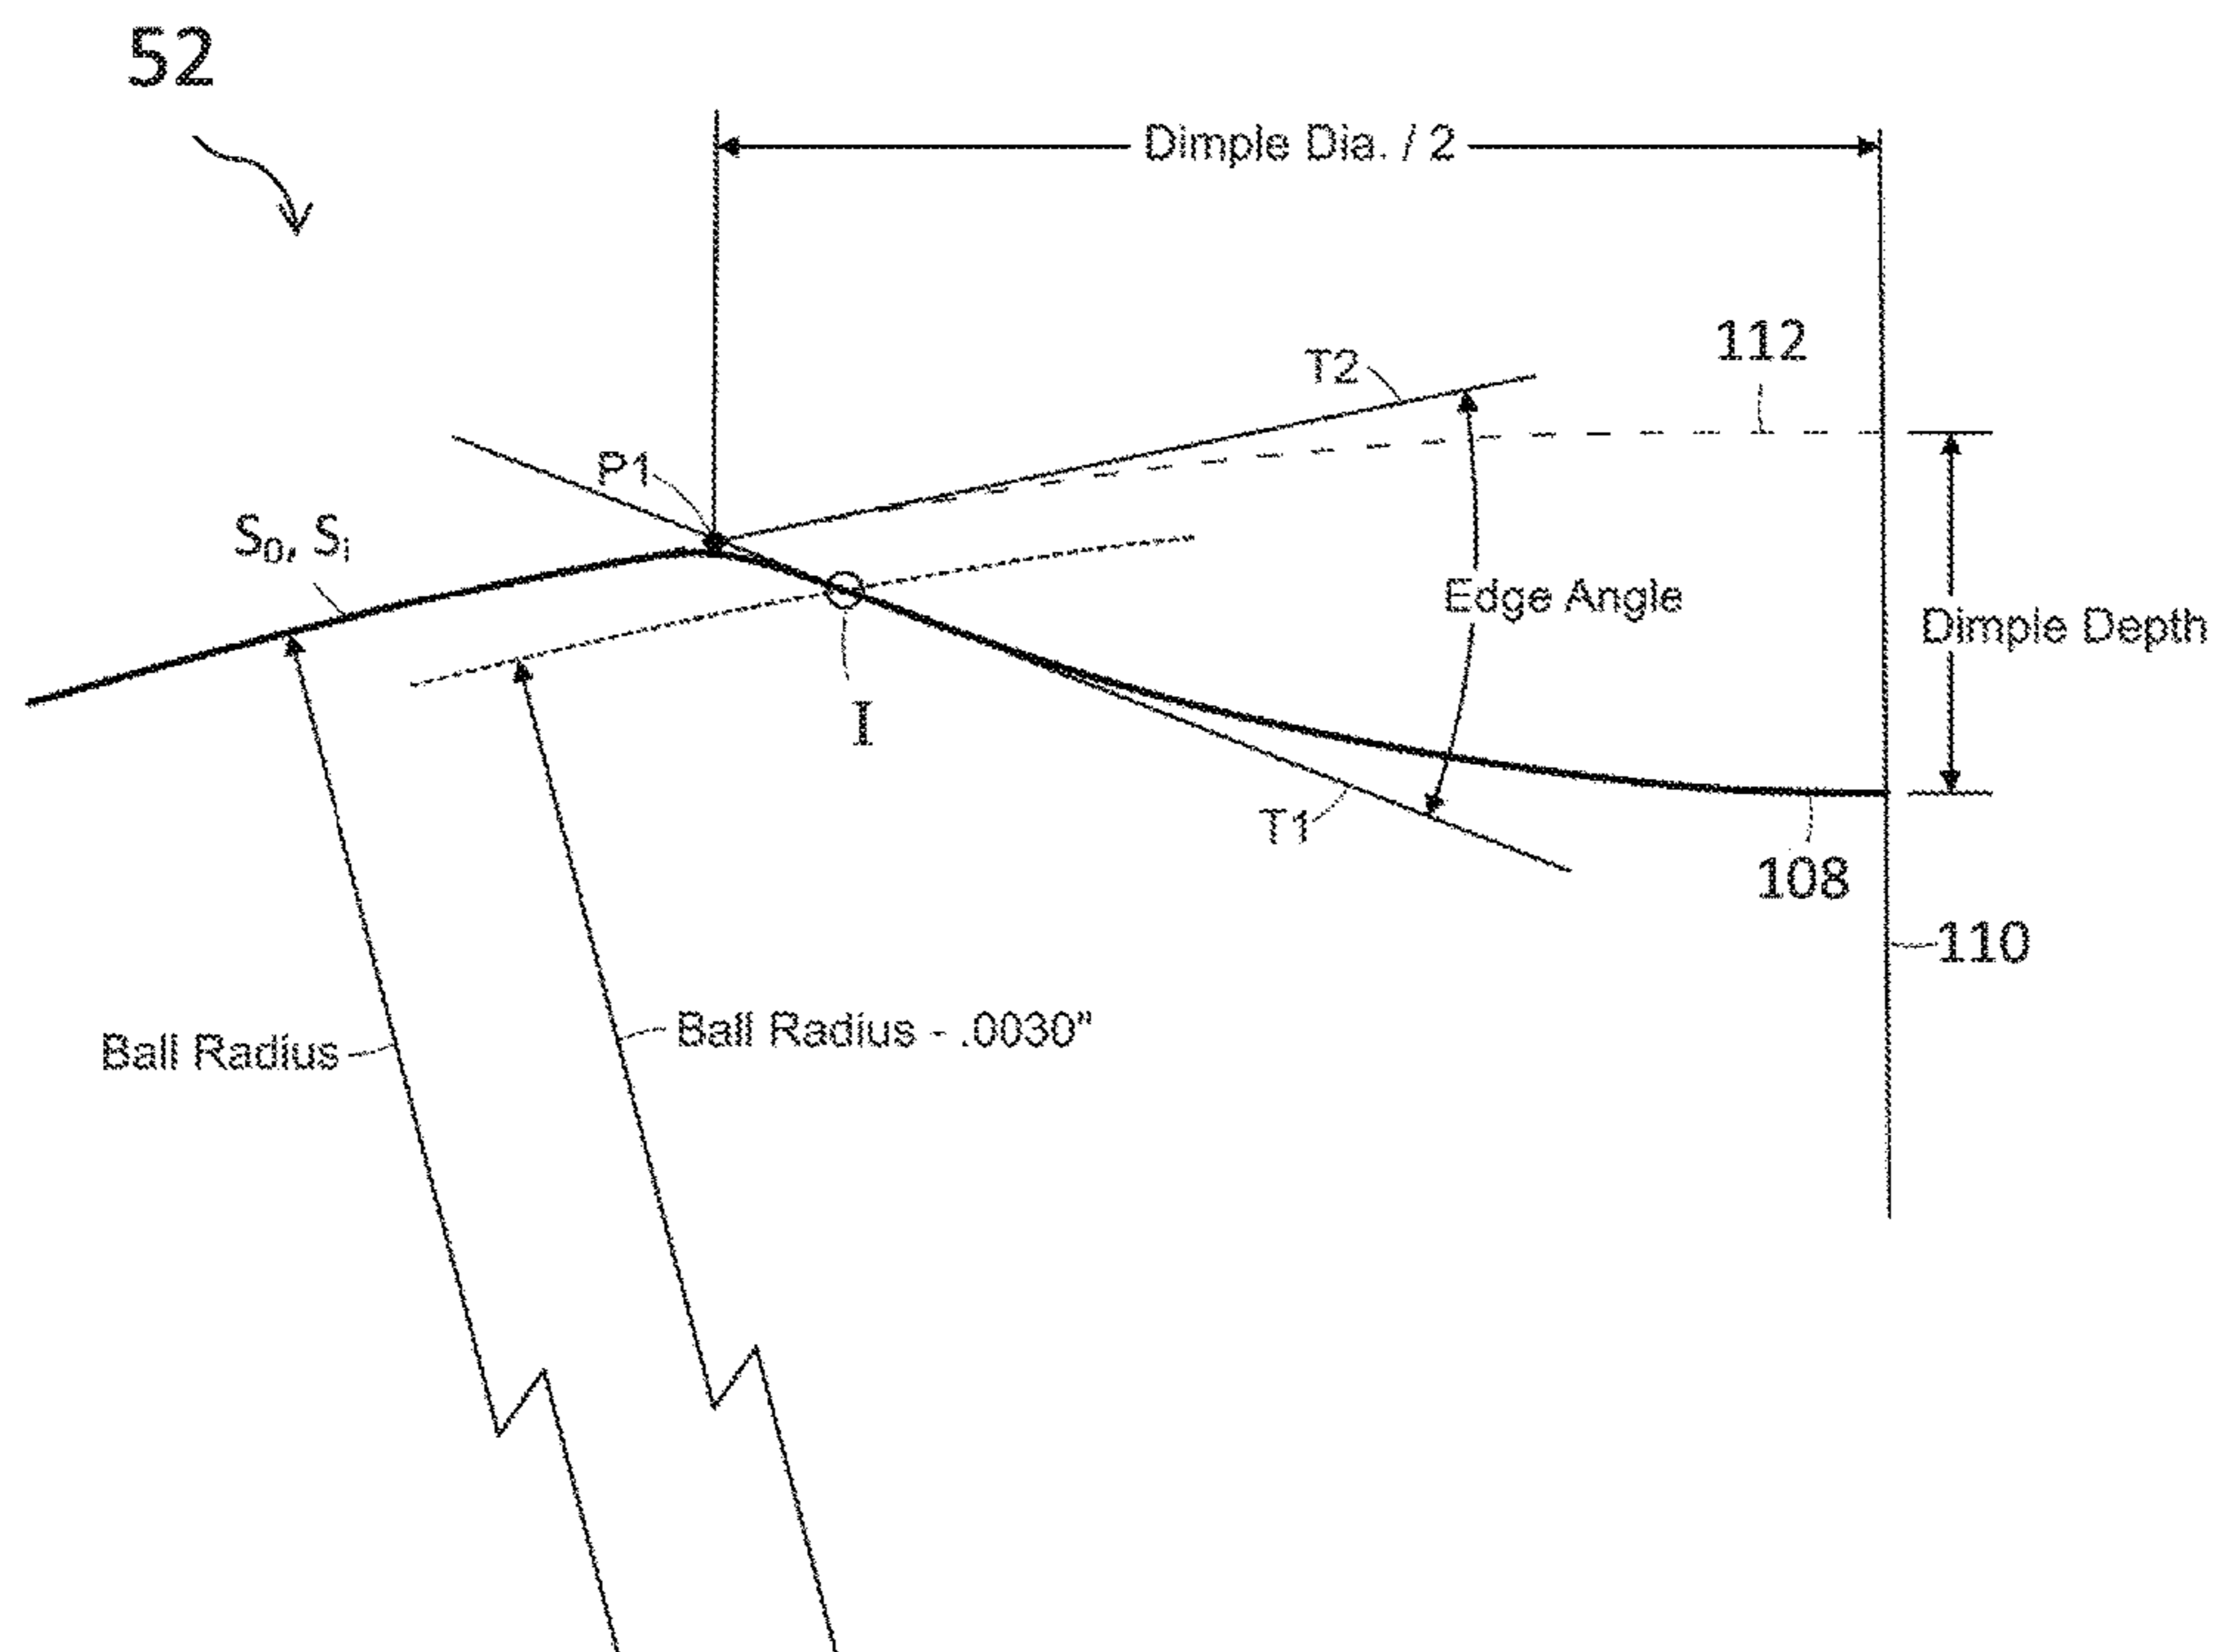 52
Dimple Dia. / 2
112
T2
P1
S₀, Sᵢ
Edge Angle
Dimple Depth
I
T1
108
110
Ball Radius - .0030"
Ball Radius